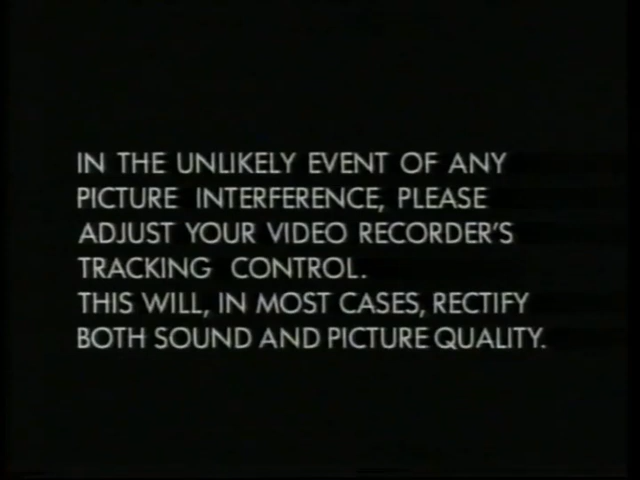 IN THE UNLIKELY EVENT OF ANY
PICTURE INTERFERENCE, PLEASE
ADJUST YOUR VIDEO RECORDER'S
TRACKING CONTROL.
THIS WILL, IN MOST CASES, RECTIFY
BOTH SOUND AND PICTURE QUALITY.